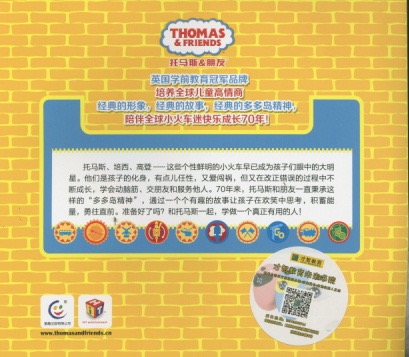 THOMAS
& FRIENDS
托马斯&朋友
英国学前教育冠军品牌
培养全球儿童高情商
经典的形象,经典的故事,经典的多多岛精神,
陪伴全球小火车迷快乐成长70年!
托马斯、培西、高登……这些个性鲜明的小火车早已成为孩子们眼中的大明
星。他们是孩子的化身,有点儿任性,又爱闯祸,但又在改正错误的过程中不
断成长,学会动脑筋、交朋友和服务他人。70年来,托马斯和朋友一直秉承这
样的“多多岛精神”,通过一个个有趣的故事让孩子在欢笑中思考,积蓄能
量,勇往直前。准备好了吗?和托马斯一起,学做一个真正有用的人!
www.thomasandfriends.cn